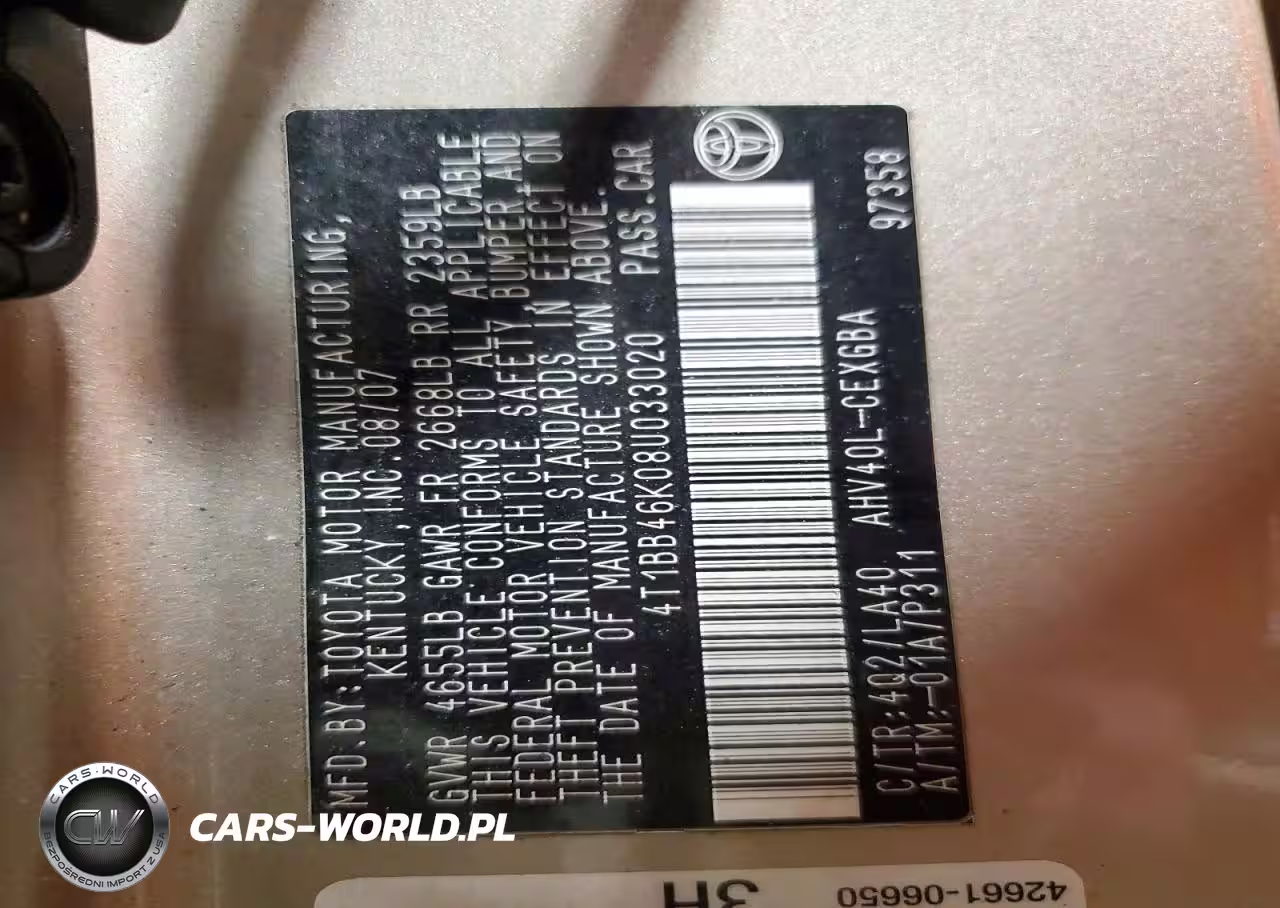 MFD.BY:TOYOTA MOTOR MANUFACTURING,
KENTUCKY,INC.08/07
GVWR 4655LB GAWR FR 2668LB RR 2359LB
THIS VEHICLE CONFORMS TO ALL APPLICABLE
FEDERAL MOTOR VEHICLE SAFETY,BUMPER AND
THEFT PREVENTION STANDARDS IN EFFECT ON
THE DATE OF MANUFACTURE SHOWN ABOVE.
4T1BB46K08U033020 PASS.CAR
C/TR:4Q2/LA40 AHV40L-CEXGBA 97358
A/TM:-01A/P311
42661-06650
3H
CARS-WORLD
CW
BEZPOŚREDNI IMPORT Z USA
CARS-WORLD.PL